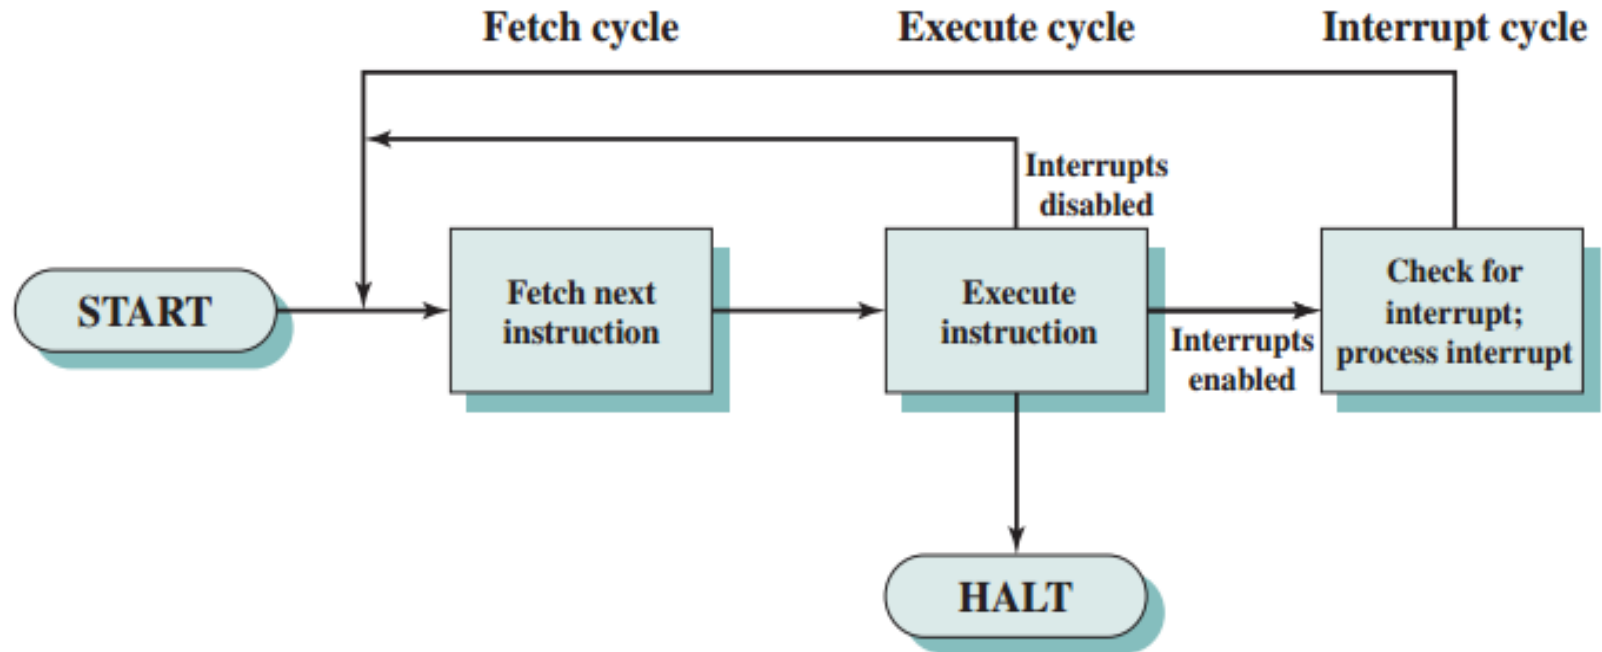 Fetch cycle
Execute cycle
Interrupt cycle
Interrupts
disabled
START
Fetch next
instruction
Execute
instruction
Interrupts
enabled
Check for
interrupt;
process interrupt
HALT